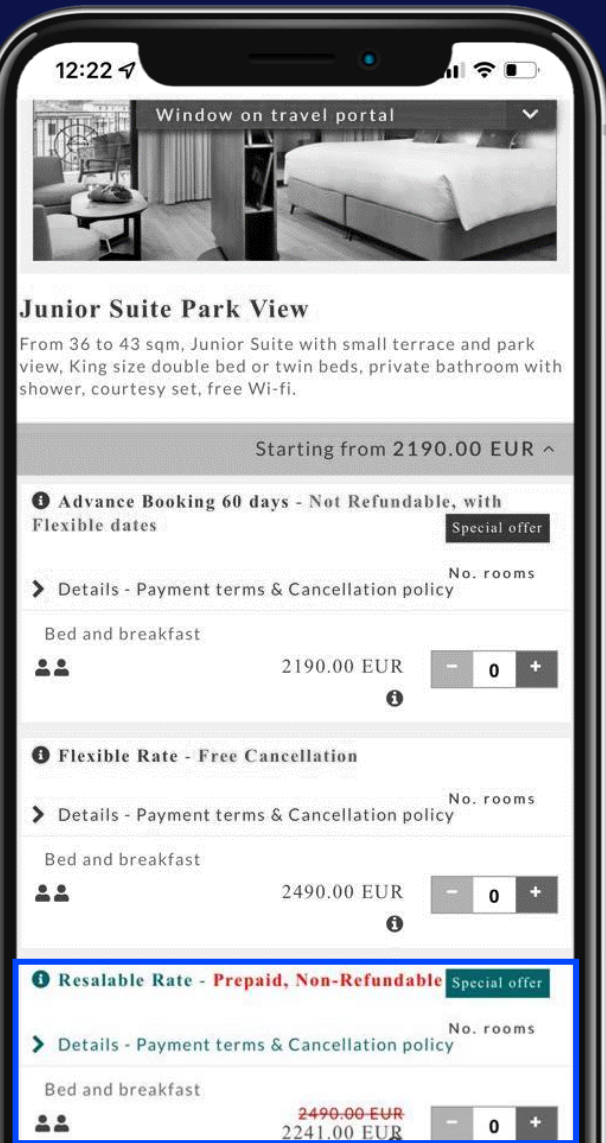 12:22
Window on travel portal
Junior Suite Park View
From 36 to 43 sqm, Junior Suite with small terrace and park
view, King size double bed or twin beds, private bathroom with
shower, courtesy set, free Wi-fi.
Starting from 2190.00 EUR
Advance Booking 60 days - Not Refundable, with
Flexible dates
Special offer
No. rooms
Details - Payment terms & Cancellation policy
Bed and breakfast
2190.00 EUR
− 0 +
Flexible Rate - Free Cancellation
No. rooms
Details - Payment terms & Cancellation policy
Bed and breakfast
2490.00 EUR
− 0 +
Resalable Rate - Prepaid, Non-Refundable
Special offer
No. rooms
Details - Payment terms & Cancellation policy
Bed and breakfast
2490.00 EUR
2241.00 EUR
− 0 +